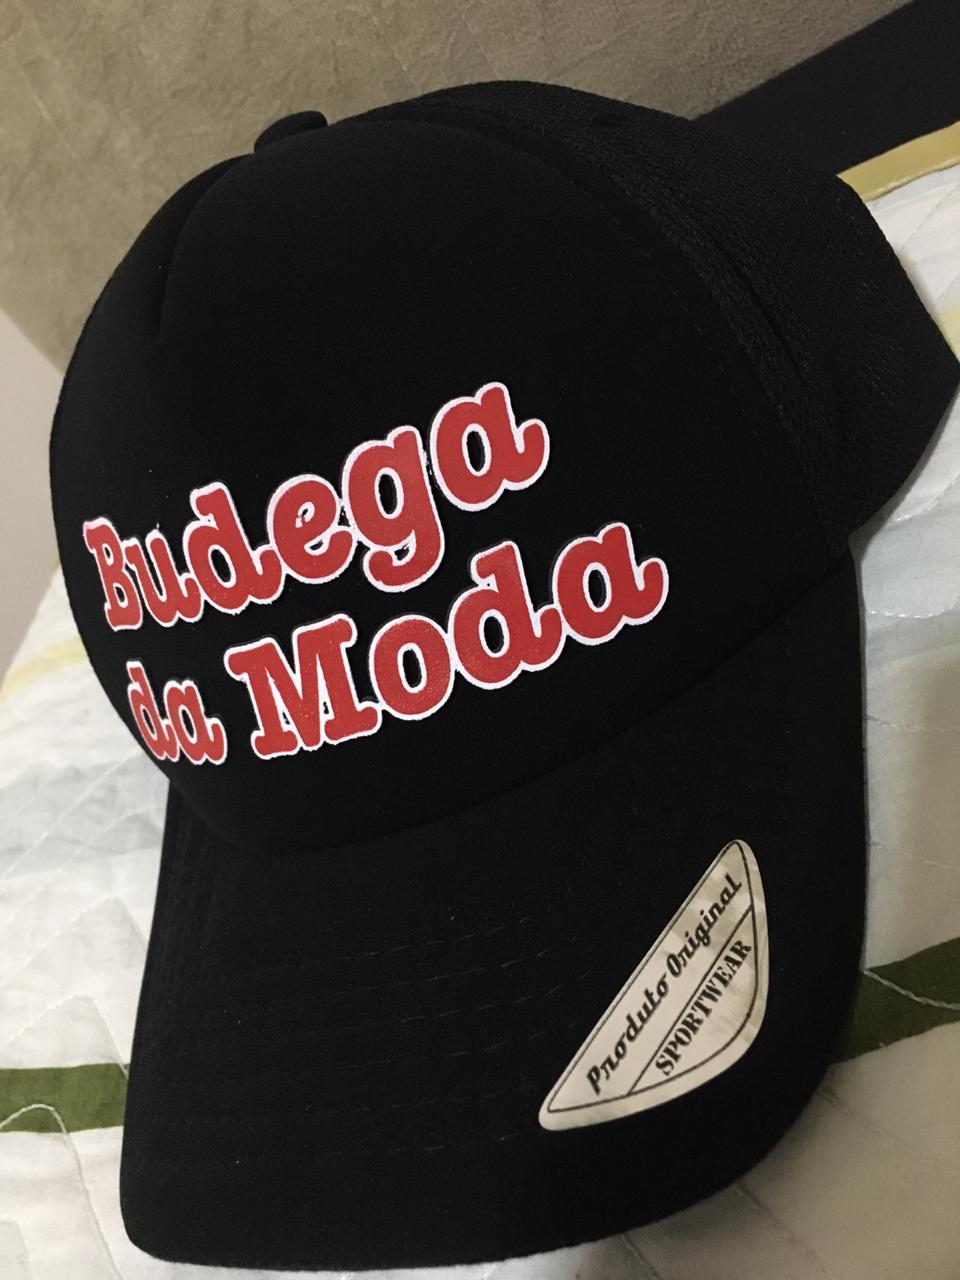 Budega
da Moda
Produto Original
SPORTWEAR